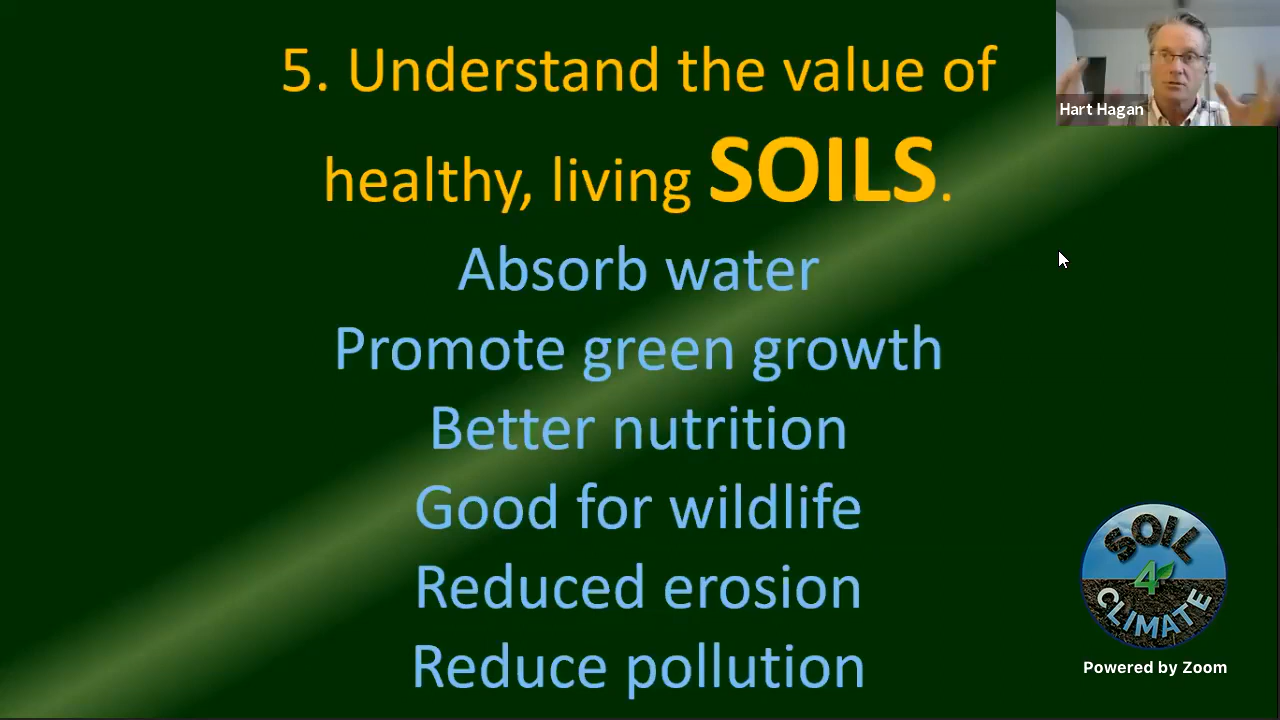 5. Understand the value of
healthy, living SOILS.
Hart Hagan
Absorb water
Promote green growth
Better nutrition
Good for wildlife
Reduced erosion
Reduce pollution
SOIL
4
CLIMATE
Powered by Zoom